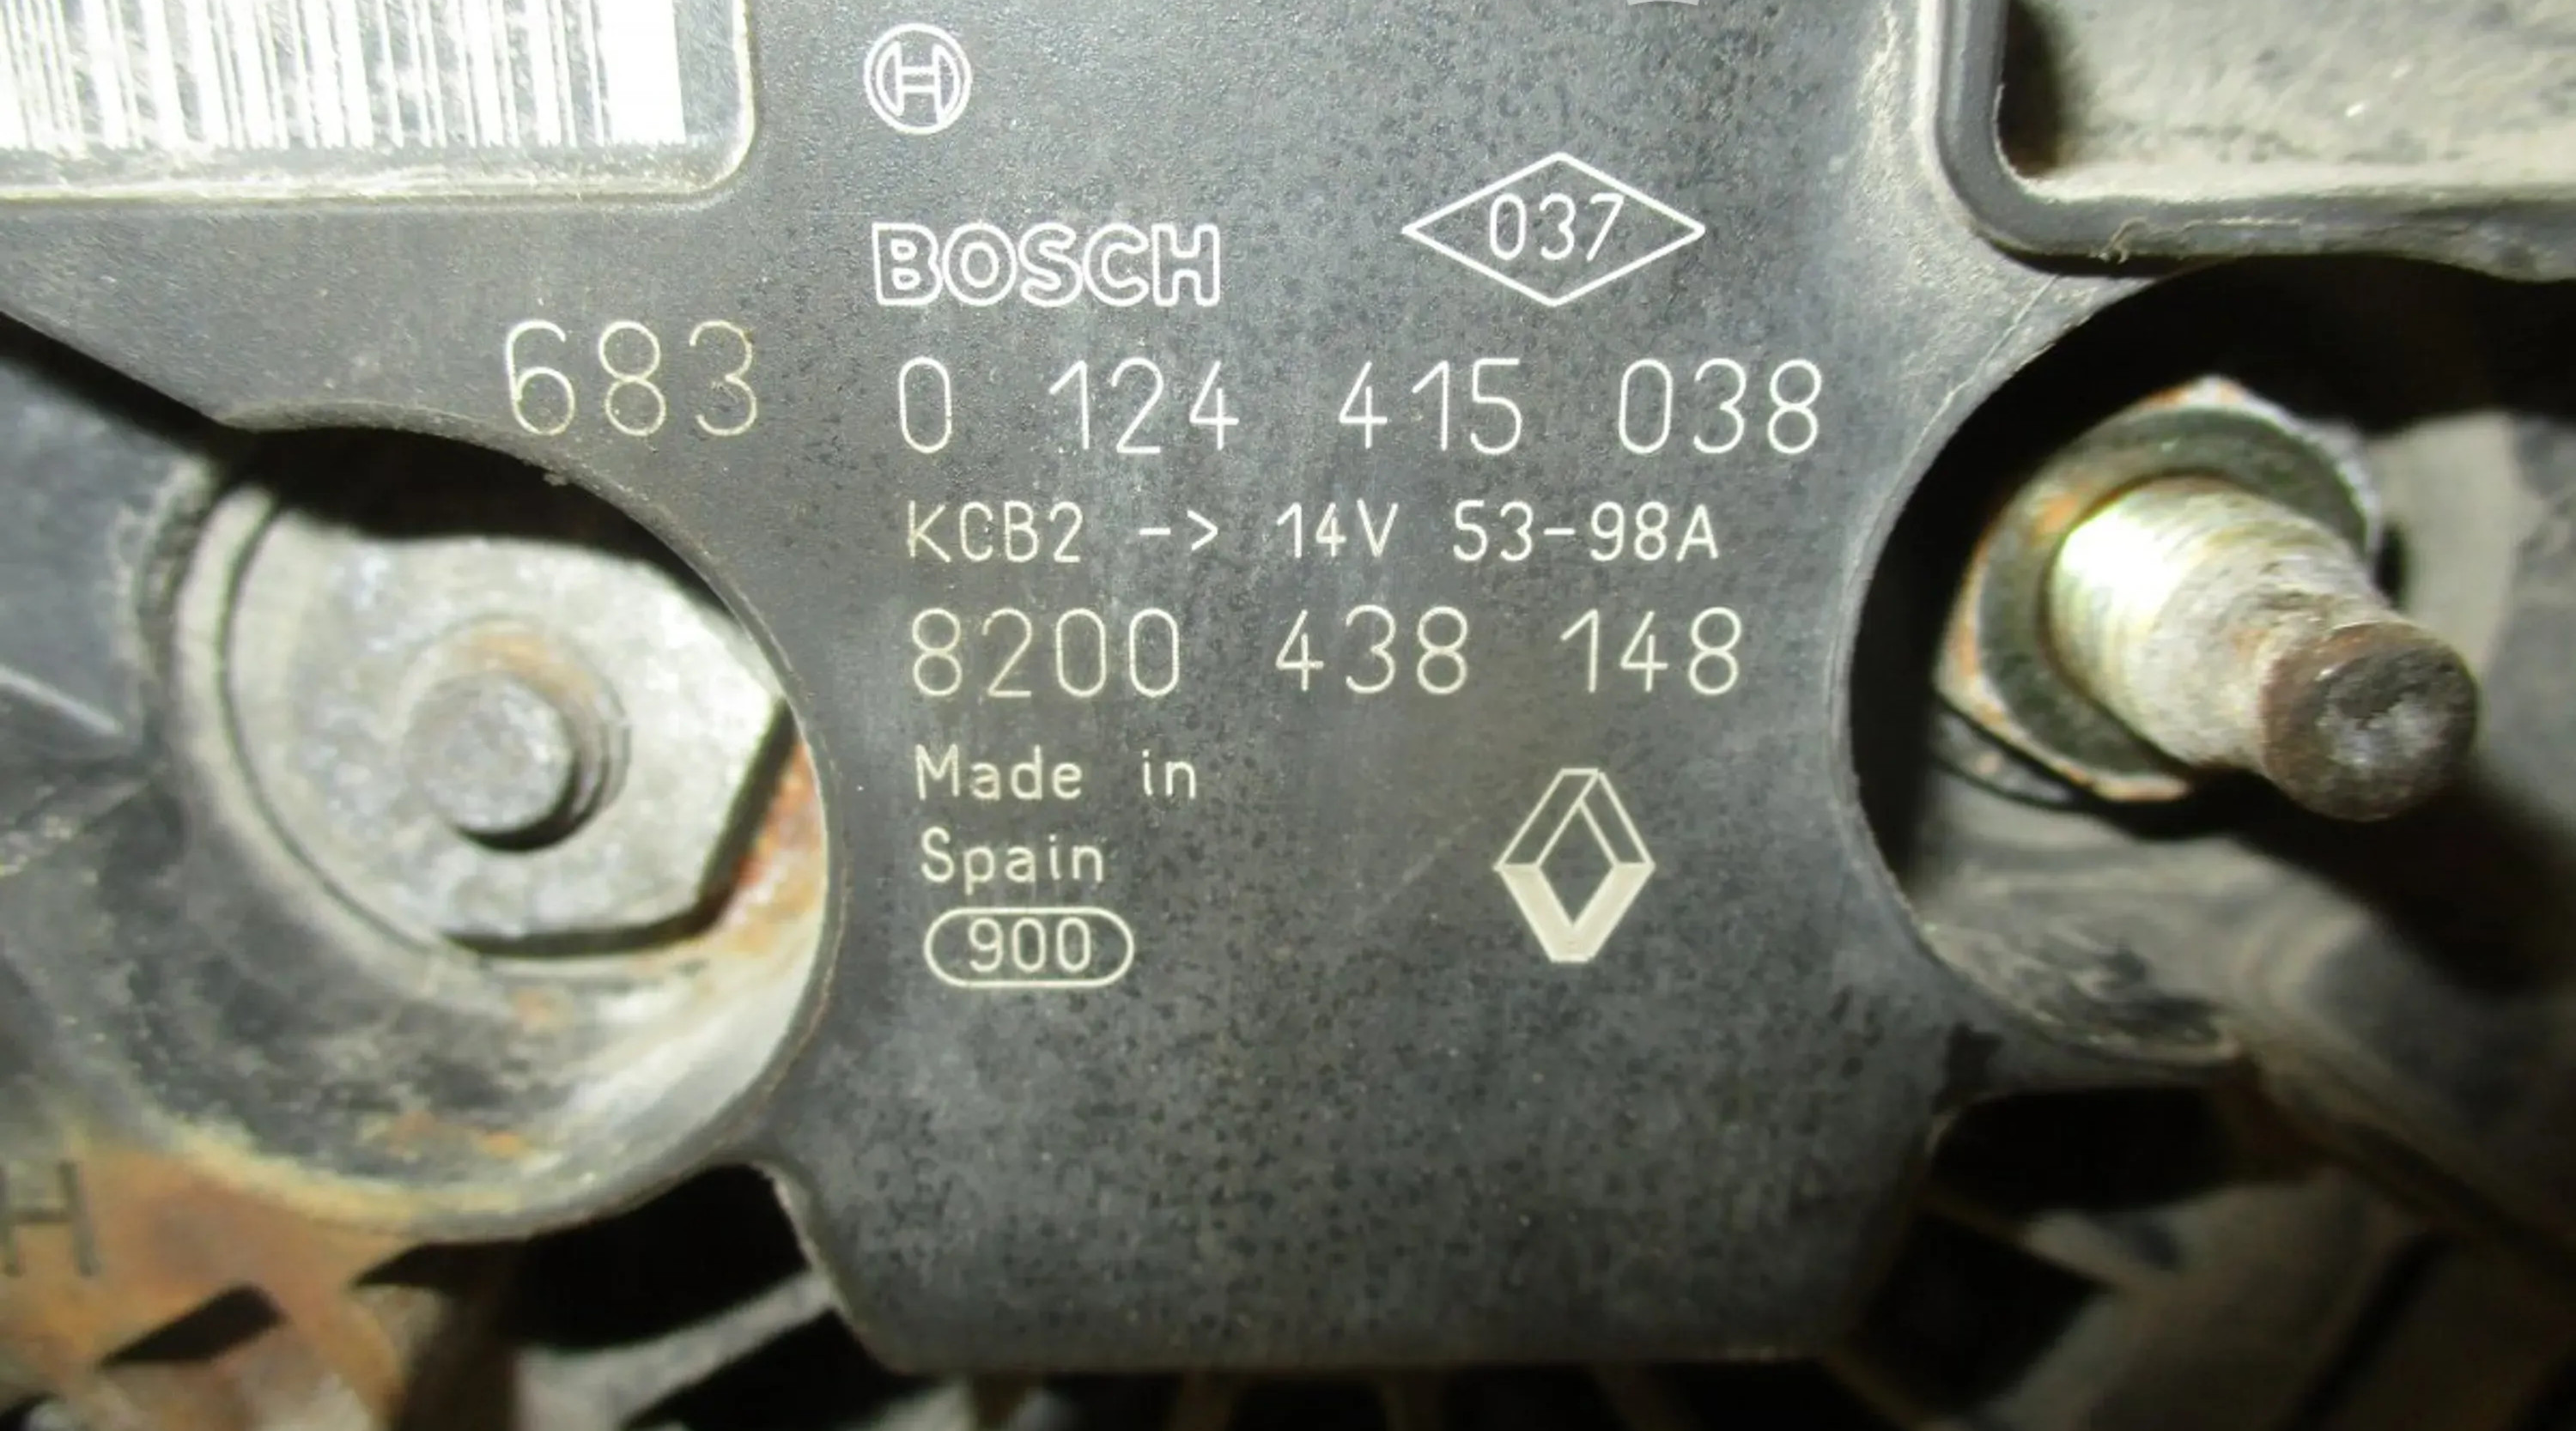 BOSCH
037
683 0 124 415 038
KCB2 -> 14V 53-98A
8200 438 148
Made in
Spain
900
H